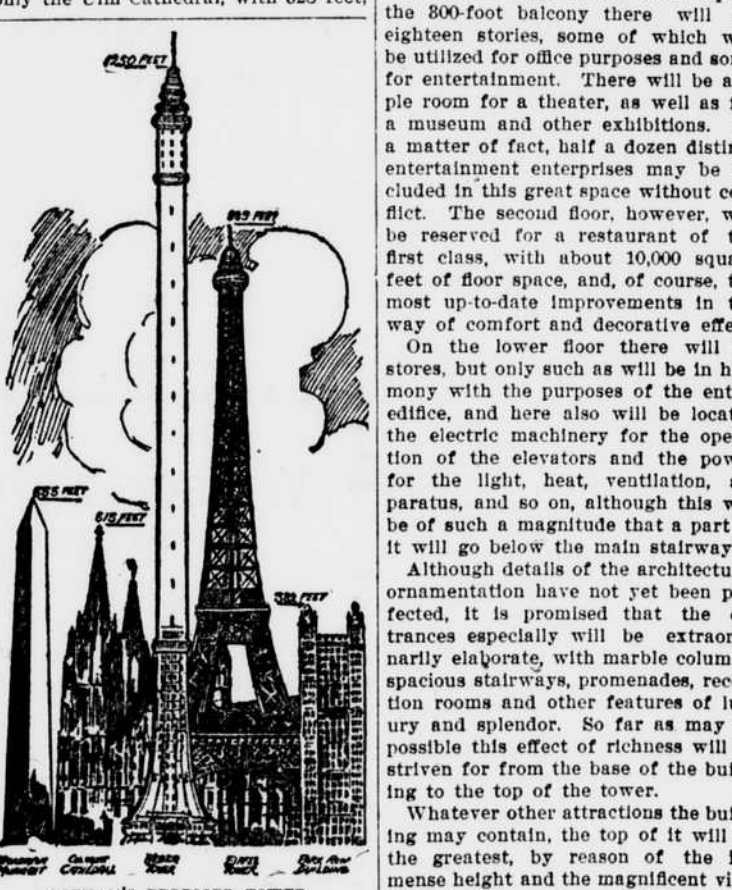 only the Ulm Cathedral, with 528 feet,
1250 FEET
989 FEET
555 FEET
515 FEET
382 FEET
WASHINGTON MONUMENT
COLOGNE CATHEDRAL
TOWER
EIFFEL TOWER
PARK ROW BUILDING
PROPOSED TOWER
the 800-foot balcony there will
eighteen stories, some of which w
be utilized for office purposes and som
for entertainment. There will be a
ple room for a theater, as well as f
a museum and other exhibitions.
a matter of fact, half a dozen distin
entertainment enterprises may be
cluded in this great space without co
flict. The second floor, however, w
be reserved for a restaurant of t
first class, with about 10,000 squa
feet of floor space, and, of course, t
most up-to-date improvements in t
way of comfort and decorative effe
On the lower floor there will
stores, but only such as will be in h
mony with the purposes of the ent
edifice, and here also will be locat
the electric machinery for the ope
tion of the elevators and the pow
for the light, heat, ventilation, a
paratus, and so on, although this w
be of such a magnitude that a part
it will go below the main stairway
Although details of the architectu
ornamentation have not yet been p
fected, it is promised that the e
trances especially will be extraor
narily elaborate, with marble colum
spacious stairways, promenades, rece
tion rooms and other features of lu
ury and splendor. So far as may
possible this effect of richness will
striven for from the base of the buil
ing to the top of the tower.
Whatever other attractions the buil
ing may contain, the top of it will
the greatest, by reason of the i
mense height and the magnificent vi